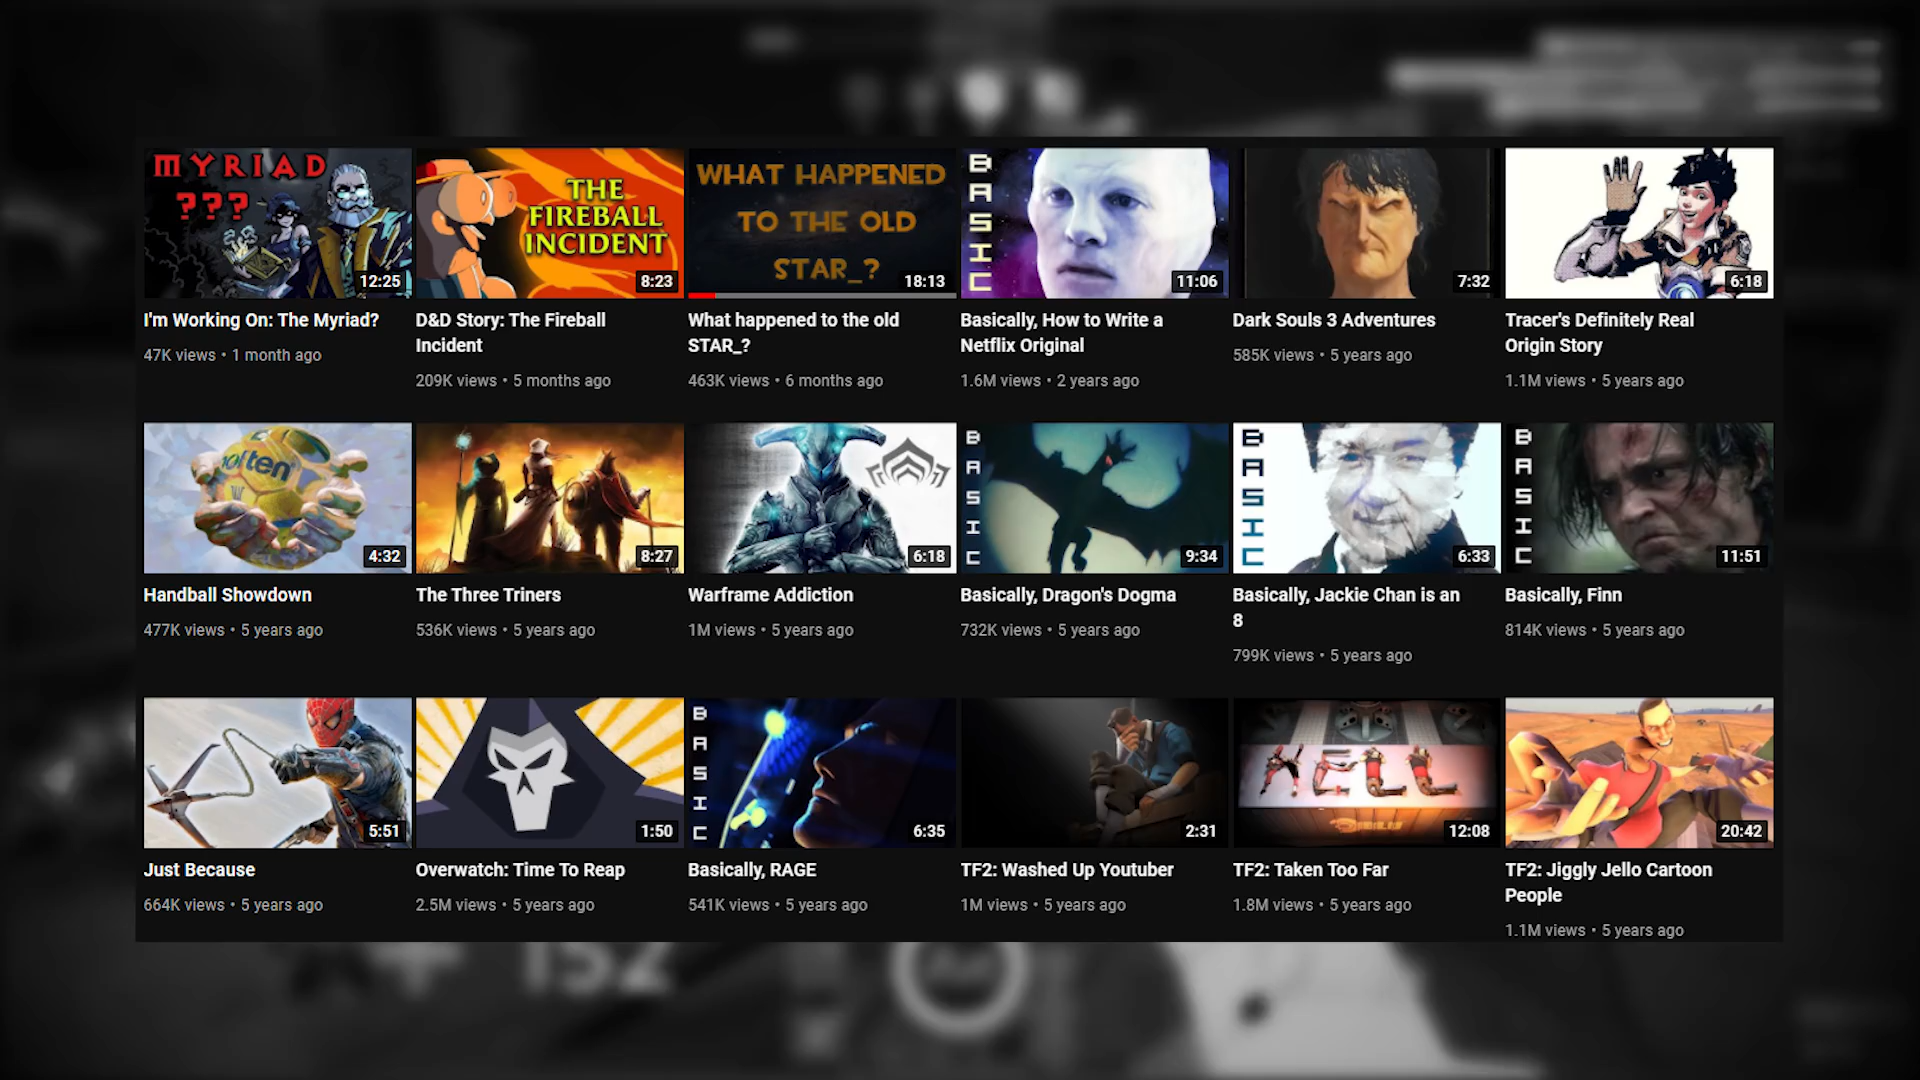 MYRIAD
???
12:25
I'm Working On: The Myriad?
47K views • 1 month ago
THE
FIREBALL
INCIDENT
8:23
D&D Story: The Fireball
Incident
209K views • 5 months ago
WHAT HAPPENED
TO THE OLD
STAR_?
18:13
What happened to the old
STAR_?
463K views • 6 months ago
BASIC
11:06
Basically, How to Write a
Netflix Original
1.6M views • 2 years ago
7:32
Dark Souls 3 Adventures
585K views • 5 years ago
6:18
Tracer's Definitely Real
Origin Story
1.1M views • 5 years ago
molten
4:32
Handball Showdown
477K views • 5 years ago
8:27
The Three Triners
536K views • 5 years ago
6:18
Warframe Addiction
1M views • 5 years ago
BASIC
9:34
Basically, Dragon's Dogma
732K views • 5 years ago
BASIC
6:33
Basically, Jackie Chan is an
8
799K views • 5 years ago
BASIC
11:51
Basically, Finn
814K views • 5 years ago
5:51
Just Because
664K views • 5 years ago
1:50
Overwatch: Time To Reap
2.5M views • 5 years ago
BASIC
6:35
Basically, RAGE
541K views • 5 years ago
2:31
TF2: Washed Up Youtuber
1M views • 5 years ago
HELL
12:08
TF2: Taken Too Far
1.8M views • 5 years ago
20:42
TF2: Jiggly Jello Cartoon
People
1.1M views • 5 years ago
152